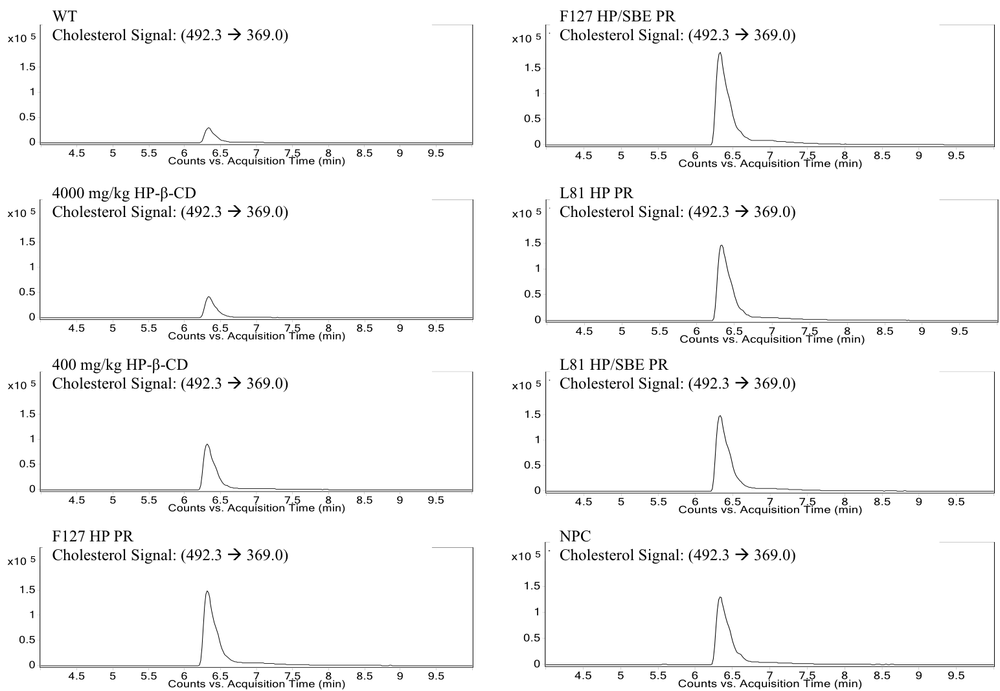 WT
Cholesterol Signal: (492.3 → 369.0)
x10 5
1.5
1
0.5
0
4.5 5 5.5 6 6.5 7 7.5 8 8.5 9 9.5
Counts vs. Acquisition Time (min)
4000 mg/kg HP-β-CD
Cholesterol Signal: (492.3 → 369.0)
x10 5
1.5
1
0.5
0
4.5 5 5.5 6 6.5 7 7.5 8 8.5 9 9.5
Counts vs. Acquisition Time (min)
400 mg/kg HP-β-CD
Cholesterol Signal: (492.3 → 369.0)
x10 5
1.5
1
0.5
0
4.5 5 5.5 6 6.5 7 7.5 8 8.5 9 9.5
Counts vs. Acquisition Time (min)
F127 HP PR
Cholesterol Signal: (492.3 → 369.0)
x10 5
1.5
1
0.5
0
4.5 5 5.5 6 6.5 7 7.5 8 8.5 9 9.5
Counts vs. Acquisition Time (min)
F127 HP/SBE PR
Cholesterol Signal: (492.3 → 369.0)
x10 5
1.5
1
0.5
0
4.5 5 5.5 6 6.5 7 7.5 8 8.5 9 9.5
Counts vs. Acquisition Time (min)
L81 HP PR
Cholesterol Signal: (492.3 → 369.0)
x10 5
1.5
1
0.5
0
4.5 5 5.5 6 6.5 7 7.5 8 8.5 9 9.5
Counts vs. Acquisition Time (min)
L81 HP/SBE PR
Cholesterol Signal: (492.3 → 369.0)
x10 5
1.5
1
0.5
0
4.5 5 5.5 6 6.5 7 7.5 8 8.5 9 9.5
Counts vs. Acquisition Time (min)
NPC
Cholesterol Signal: (492.3 → 369.0)
x10 5
1.5
1
0.5
0
4.5 5 5.5 6 6.5 7 7.5 8 8.5 9 9.5
Counts vs. Acquisition Time (min)